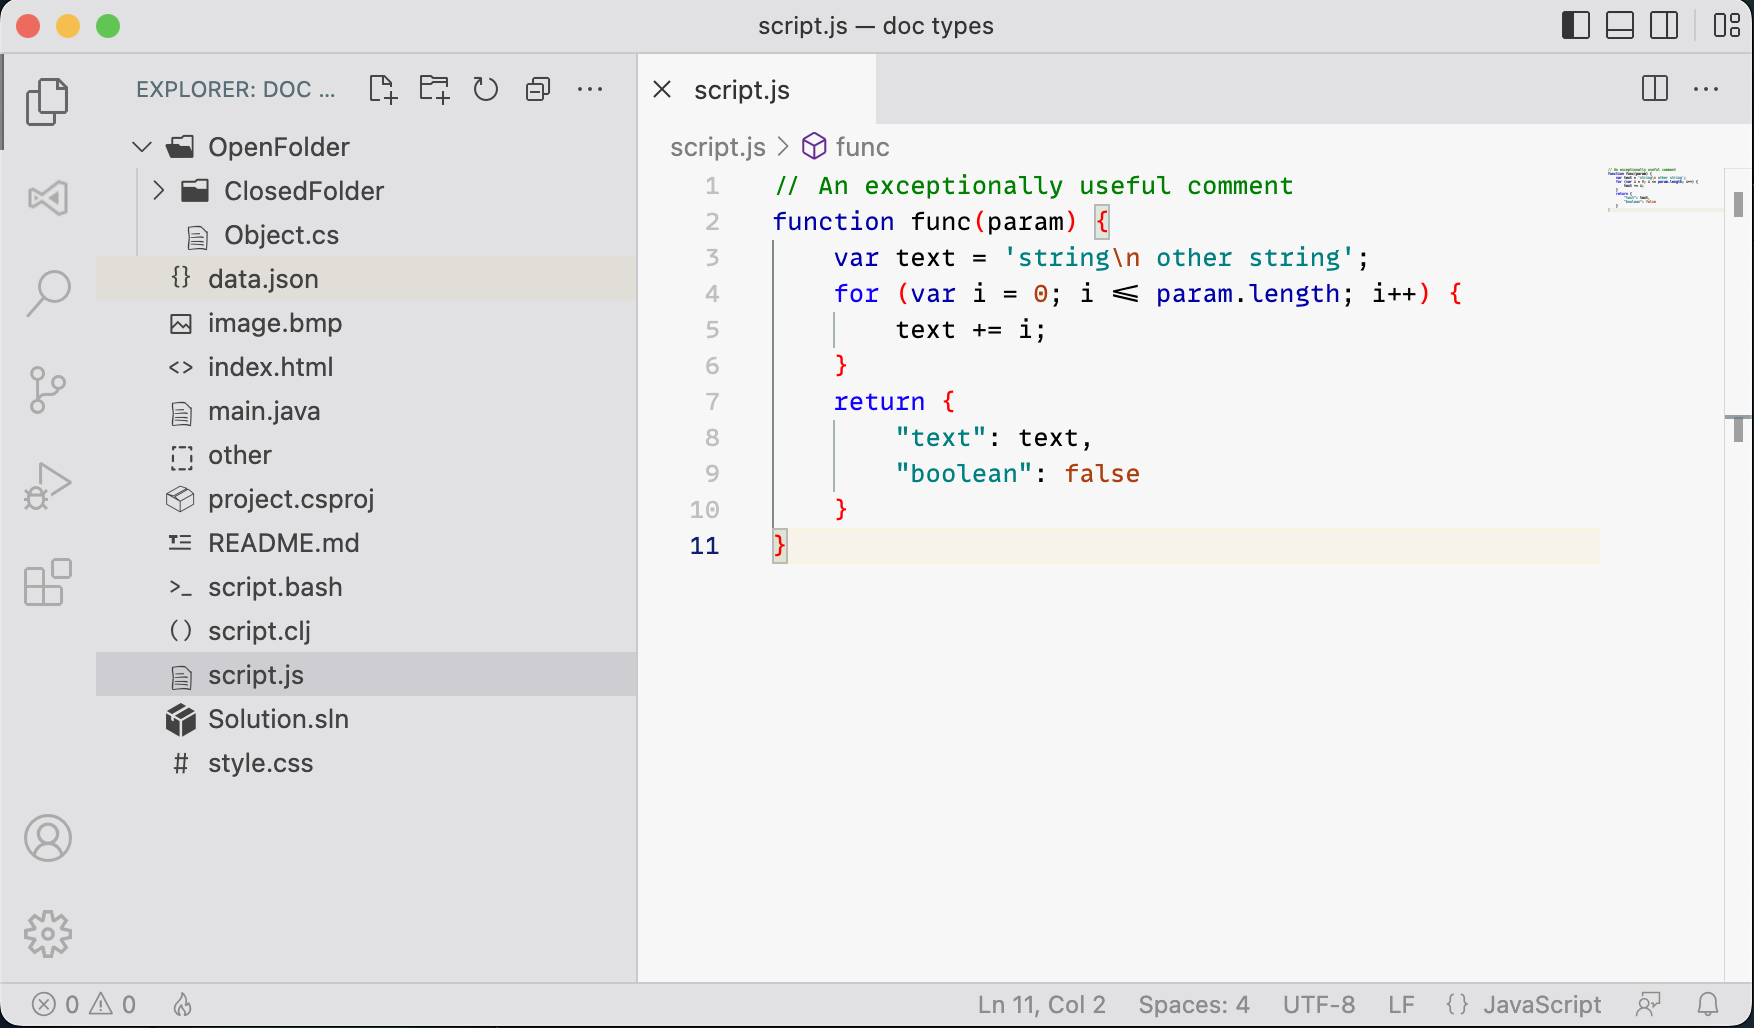 script.js — doc types
EXPLORER: DOC ...
OpenFolder
ClosedFolder
Object.cs
{} data.json
image.bmp
<> index.html
main.java
other
project.csproj
README.md
>_ script.bash
() script.clj
script.js
Solution.sln
# style.css
script.js
script.js > func
1 // An exceptionally useful comment
2 function func(param) {
3 var text = 'string\n other string';
4 for (var i = 0; i <= param.length; i++) {
5 text += i;
6 }
7 return {
8 "text": text,
9 "boolean": false
10 }
11 }
0 0 Ln 11, Col 2 Spaces: 4 UTF-8 LF {} JavaScript